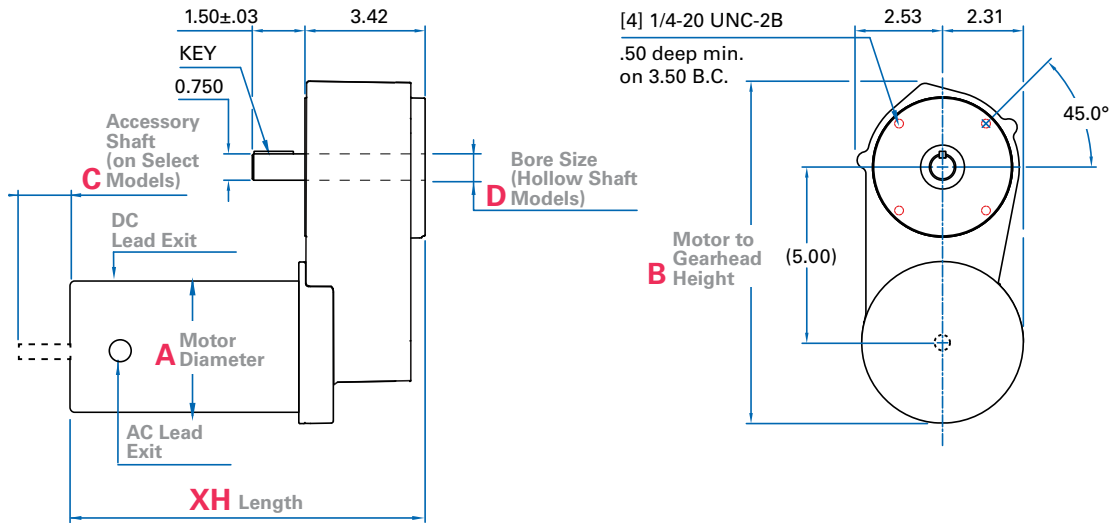 1.50±.03
3.42
KEY
0.750
Accessory
Shaft
(on Select
C Models)
DC
Lead Exit
Bore Size
(Hollow Shaft
D Models)
A Motor
Diameter
AC Lead
Exit
XH Length
[4] 1/4-20 UNC-2B
.50 deep min.
on 3.50 B.C.
2.53
2.31
45.0°
Motor to
B Gearhead
Height
(5.00)